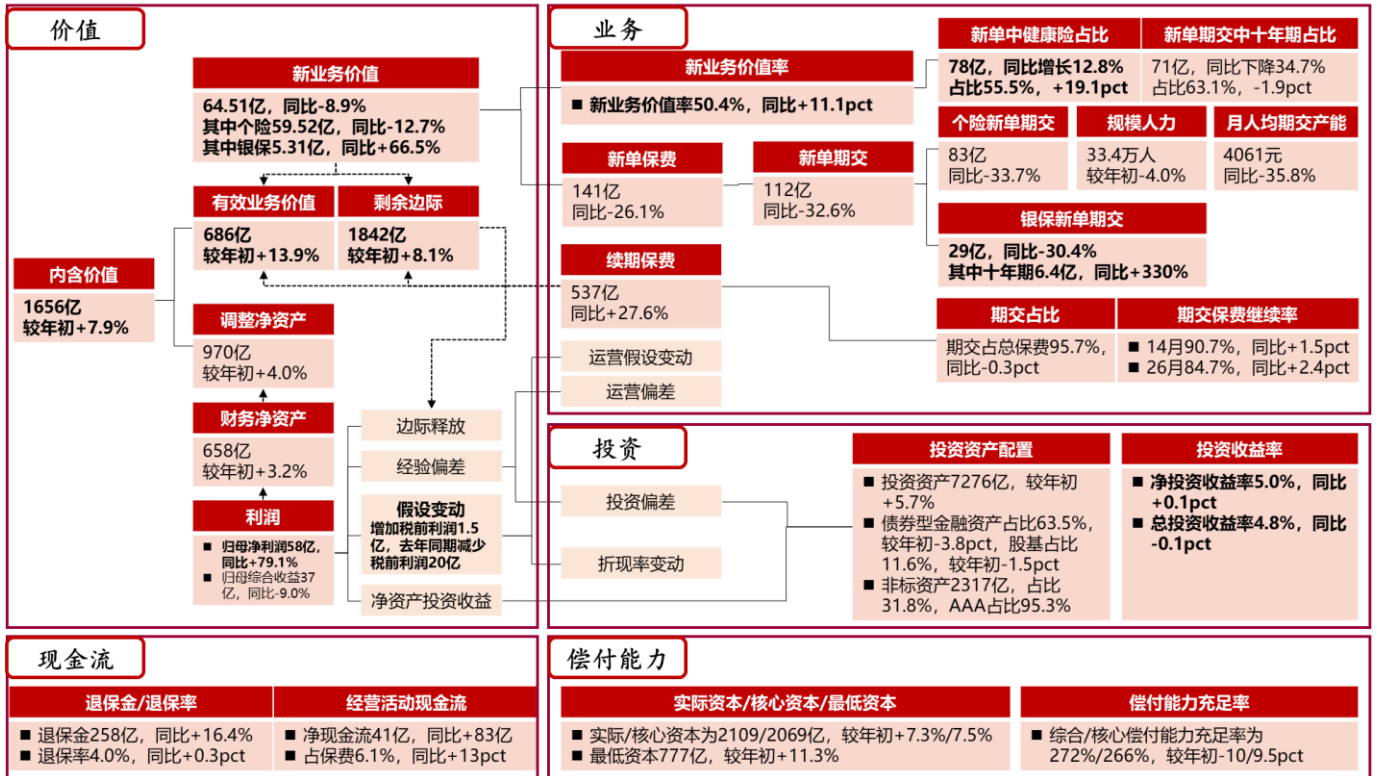 价值
新业务价值
64.51亿，同比-8.9%
其中个险59.52亿，同比-12.7%
其中银保5.31亿，同比+66.5%
有效业务价值
686亿
较年初+13.9%
剩余边际
1842亿
较年初+8.1%
内含价值
1656亿
较年初+7.9%
调整净资产
970亿
较年初+4.0%
财务净资产
658亿
较年初+3.2%
利润
■ 归母净利润58亿，
同比+79.1%
■ 归母综合收益37
亿，同比-9.0%
边际释放
经验偏差
假设变动
增加税前利润1.5
亿，去年同期减少
税前利润20亿
净资产投资收益
业务
新业务价值率
■ 新业务价值率50.4%，同比+11.1pct
新单中健康险占比
78亿，同比增长12.8%
占比55.5%，+19.1pct
新单期交中十年期占比
71亿，同比下降34.7%
占比63.1%，-1.9pct
新单保费
141亿
同比-26.1%
新单期交
112亿
同比-32.6%
个险新单期交
83亿
同比-33.7%
规模人力
33.4万人
较年初-4.0%
月人均期交产能
4061元
同比-35.8%
银保新单期交
29亿，同比-30.4%
其中十年期6.4亿，同比+330%
续期保费
537亿
同比+27.6%
期交占比
期交占总保费95.7%，
同比-0.3pct
期交保费继续率
■ 14月90.7%，同比+1.5pct
■ 26月84.7%，同比+2.4pct
运营假设变动
运营偏差
投资
投资偏差
折现率变动
投资资产配置
■ 投资资产7276亿，较年初
+5.7%
■ 债券型金融资产占比63.5%，
较年初-3.8pct，股基占比
11.6%，较年初-1.5pct
■ 非标资产2317亿，占比
31.8%，AAA占比95.3%
投资收益率
■ 净投资收益率5.0%，同比
+0.1pct
■ 总投资收益率4.8%，同比
-0.1pct
现金流
退保金/退保率
■ 退保金258亿，同比+16.4%
■ 退保率4.0%，同比+0.3pct
经营活动现金流
■ 净现金流41亿，同比+83亿
■ 占保费6.1%，同比+13pct
偿付能力
实际资本/核心资本/最低资本
■ 实际/核心资本为2109/2069亿，较年初+7.3%/7.5%
■ 最低资本777亿，较年初+11.3%
偿付能力充足率
■ 综合/核心偿付能力充足率为
272%/266%，较年初-10/9.5pct